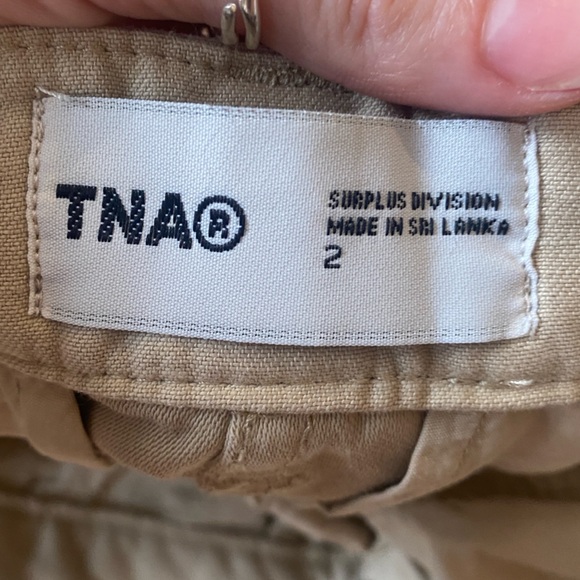 TNA®
SURPLUS DIVISION
MADE IN SRI LANKA
2